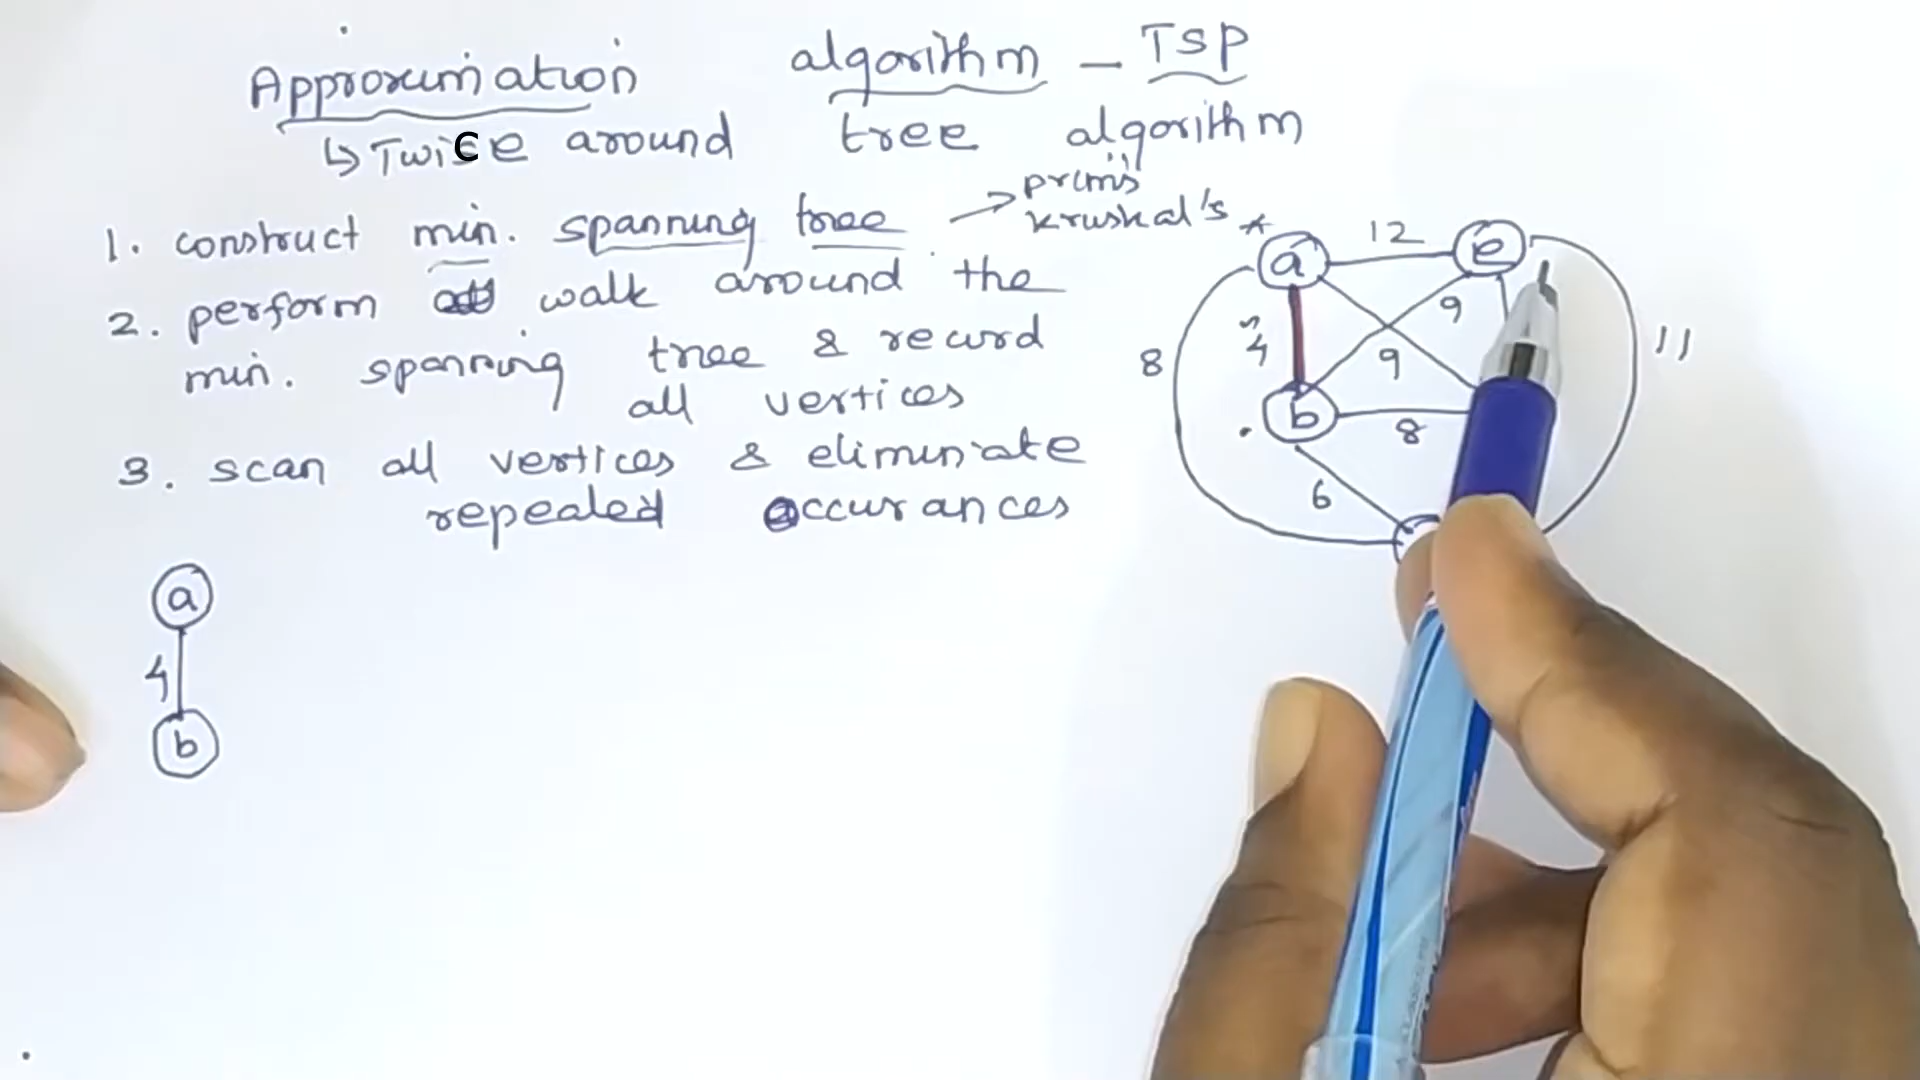 Approximation algorithm - TSP
↳ Twice around tree algorithm
1. construct min. spanning tree → prims
kruskal's
2. perform walk around the
min. spanning tree & record
all vertices
3. scan all vertices & eliminate
repeated occurances
a 12 e
9
4
9
8
11
b
8
6
a
4
b